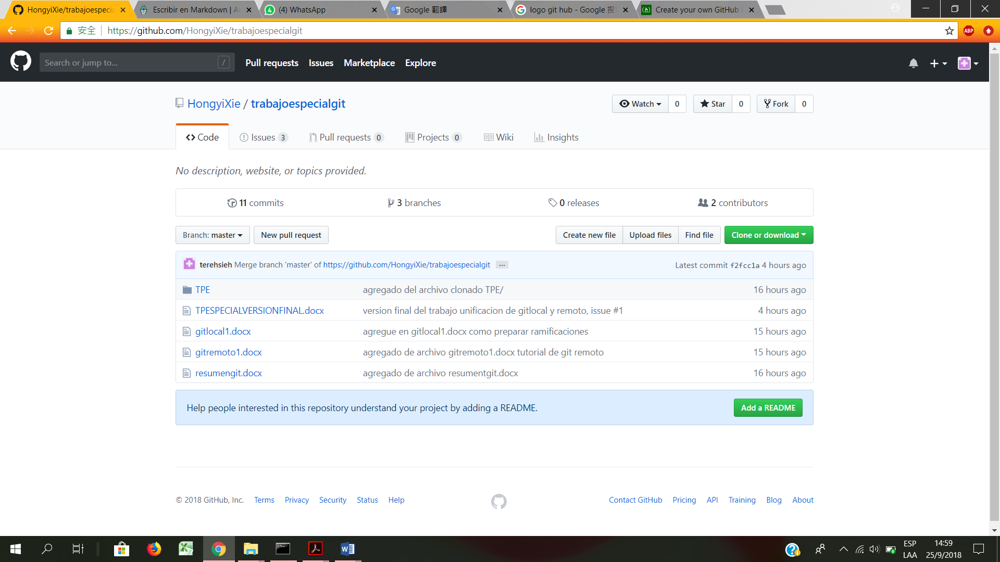 HongyiXie/trabajoespecia
Escribir en Markdown | A
(4) WhatsApp
Google 翻譯
logo git hub - Google 搜
Create your own GitHub
安全 https://github.com/HongyiXie/trabajoespecialgit
ABP
Search or jump to... /
Pull requests Issues Marketplace Explore
HongyiXie / trabajoespecialgit
Watch 0 Star 0 Fork 0
Code Issues 3 Pull requests 0 Projects 0 Wiki Insights
No description, website, or topics provided.
11 commits 3 branches 0 releases 2 contributors
Branch: master New pull request Create new file Upload files Find file Clone or download
terehsieh Merge branch 'master' of https://github.com/HongyiXie/trabajoespecialgit ... Latest commit f2fcc1a 4 hours ago
TPE agregado del archivo clonado TPE/ 16 hours ago
TPESPECIALVERSIONFINAL.docx version final del trabajo unificacion de gitlocal y remoto, issue #1 4 hours ago
gitlocal1.docx agregue en gitlocal1.docx como preparar ramificaciones 15 hours ago
gitremoto1.docx agregado de archivo gitremoto1.docx tutorial de git remoto 15 hours ago
resumengit.docx agregado de archivo resumentgit.docx 16 hours ago
Help people interested in this repository understand your project by adding a README. Add a README
© 2018 GitHub, Inc. Terms Privacy Security Status Help Contact GitHub Pricing API Training Blog About
ESP 14:59
LAA 25/9/2018